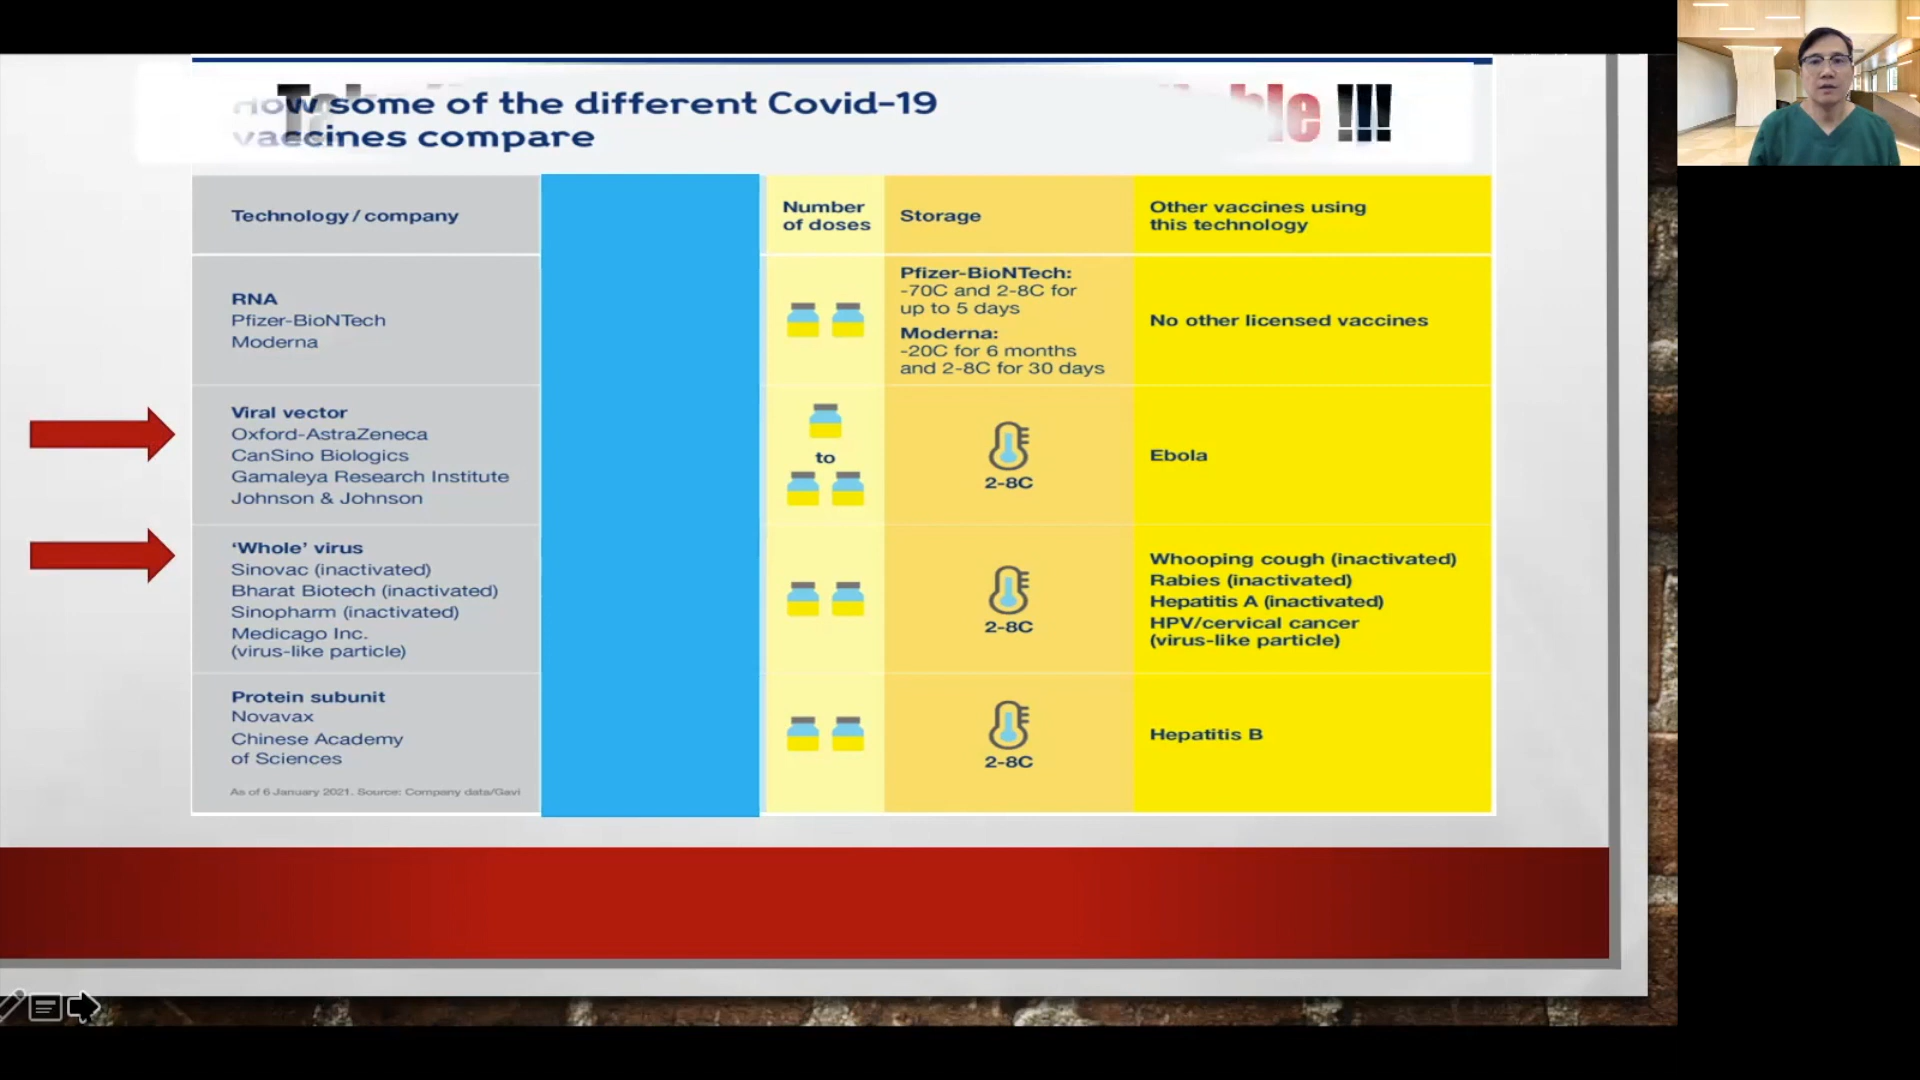 How some of the different Covid-19
vaccines compare
!!!
Technology / company
Number
of doses
Storage
Other vaccines using
this technology
RNA
Pfizer-BioNTech
Moderna
Pfizer-BioNTech:
-70C and 2-8C for
up to 5 days
Moderna:
-20C for 6 months
and 2-8C for 30 days
No other licensed vaccines
Viral vector
Oxford-AstraZeneca
CanSino Biologics
Gamaleya Research Institute
Johnson & Johnson
to
2-8C
Ebola
‘Whole’ virus
Sinovac (inactivated)
Bharat Biotech (inactivated)
Sinopharm (inactivated)
Medicago Inc.
(virus-like particle)
2-8C
Whooping cough (inactivated)
Rabies (inactivated)
Hepatitis A (inactivated)
HPV/cervical cancer
(virus-like particle)
Protein subunit
Novavax
Chinese Academy
of Sciences
2-8C
Hepatitis B
As of 6 January 2021. Source: Company data/Gavi